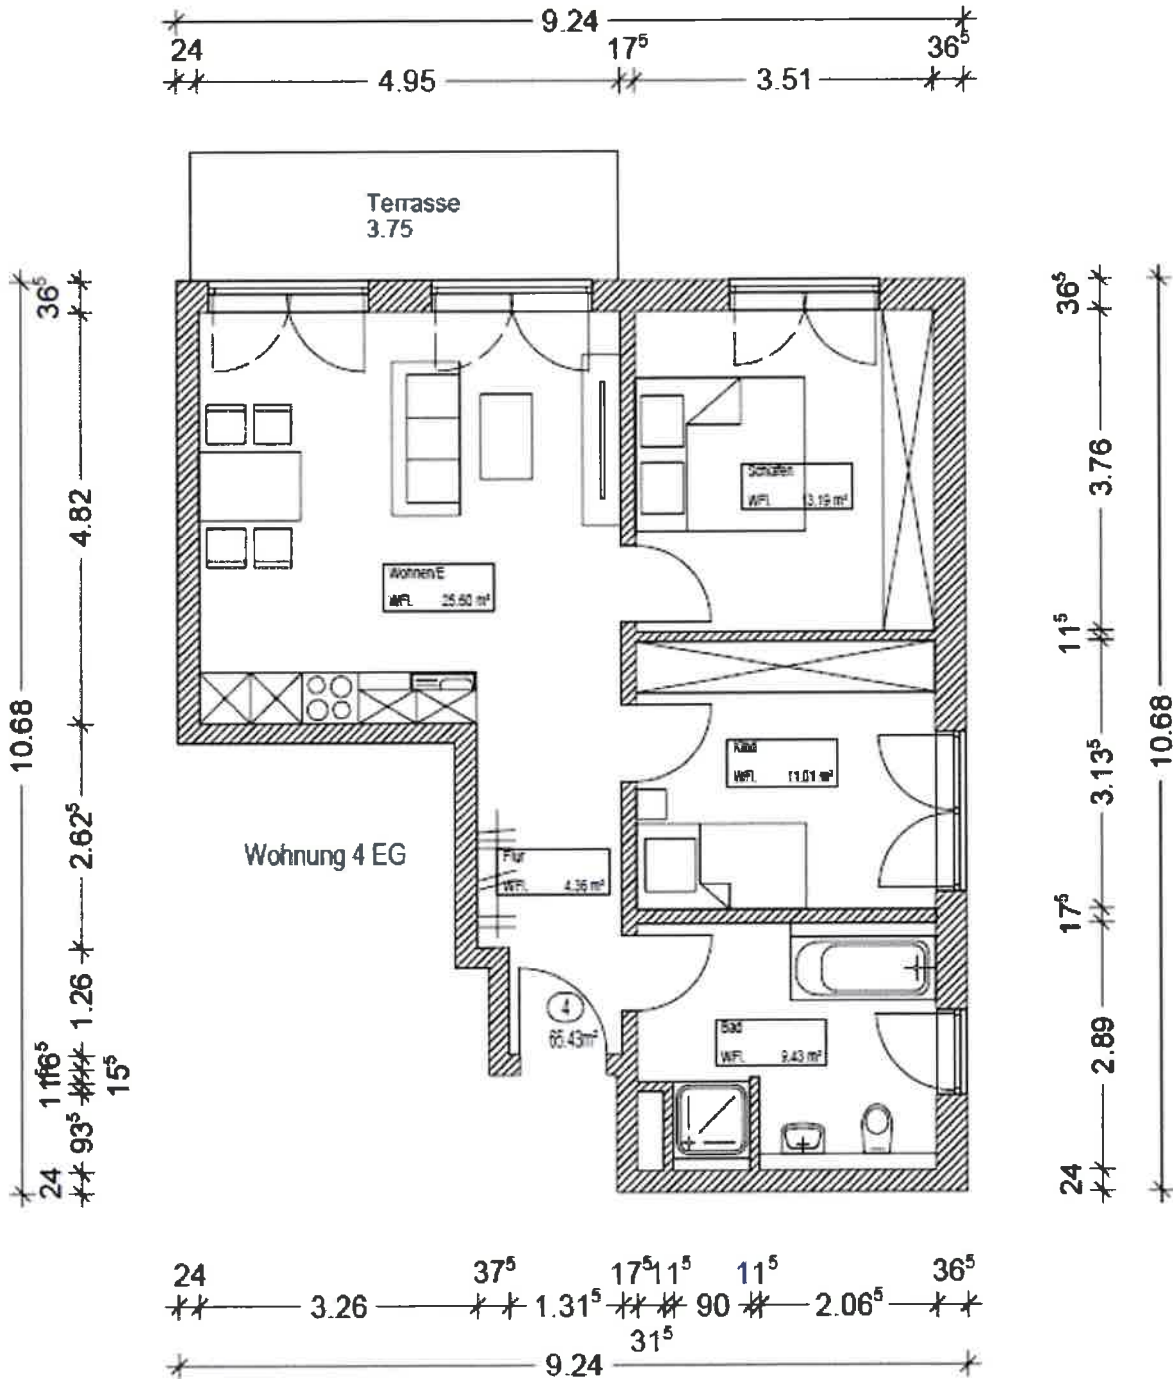 9.24
24 17⁵ 36⁵
4.95 3.51
Terrasse
3.75
36⁵
4.82
10.68
2.62⁵
1.26
11⁵
16⁵
15⁵
93⁵
24
36⁵
3.76
11⁵
3.13⁵
10.68
17⁵
2.89
24
Schlafen
WFl. 13.19 m²
Wohnen/E
WFl. 25.60 m²
Kind
WFl. 11.01 m²
Wohnung 4 EG
Flur
WFl. 4.36 m²
4
65.43m²
Bad
WFl. 9.43 m²
24 37⁵ 17⁵ 11⁵ 11⁵ 36⁵
3.26 1.31⁵ 90 2.06⁵
31⁵
9.24